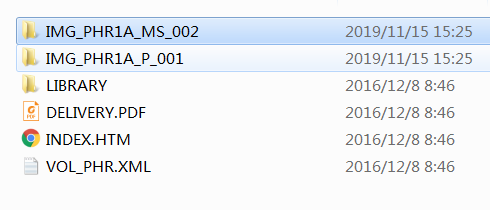 IMG_PHR1A_MS_002 2019/11/15 15:25
IMG_PHR1A_P_001 2019/11/15 15:25
LIBRARY 2016/12/8 8:46
DELIVERY.PDF 2016/12/8 8:46
INDEX.HTM 2016/12/8 8:46
VOL_PHR.XML 2016/12/8 8:46